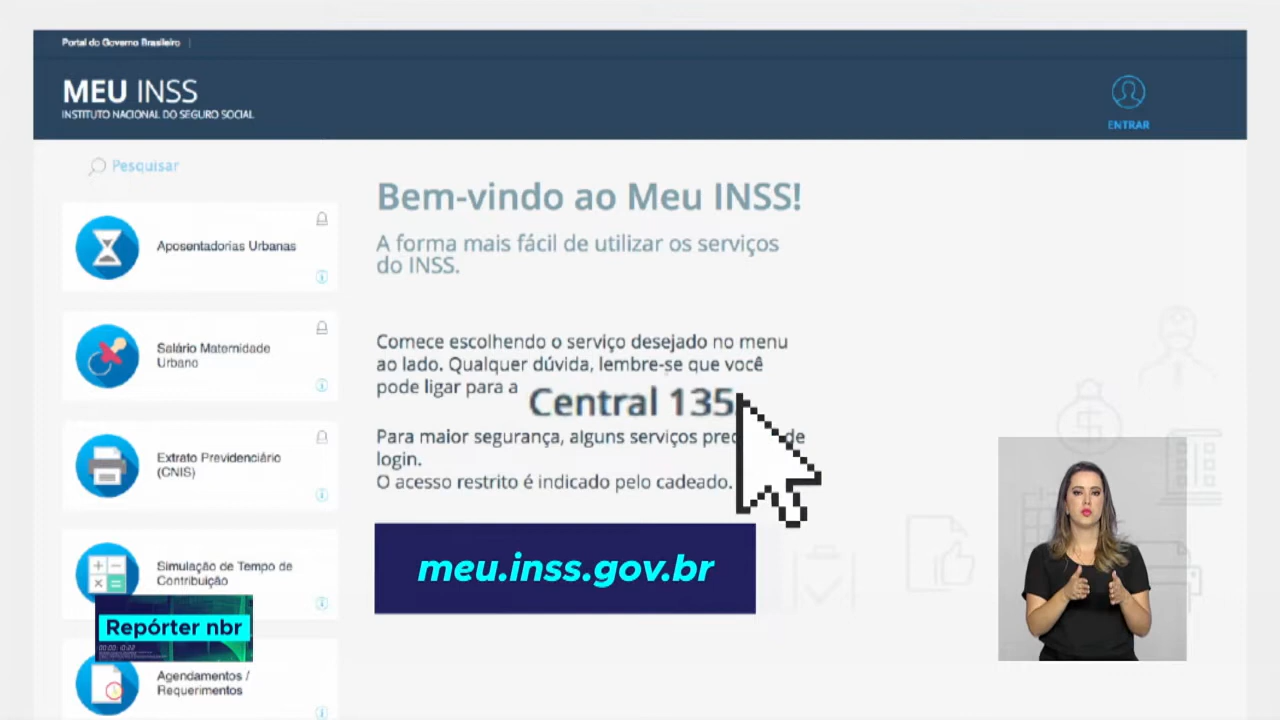 Portal do Governo Brasileiro
MEU INSS
INSTITUTO NACIONAL DO SEGURO SOCIAL
ENTRAR
Pesquisar
Aposentadorias Urbanas
Salário Maternidade
Urbano
Extrato Previdenciário
(CNIS)
Simulação de Tempo de
Contribuição
Repórter nbr
Agendamentos /
Requerimentos
Bem-vindo ao Meu INSS!
A forma mais fácil de utilizar os serviços
do INSS.
Comece escolhendo o serviço desejado no menu
ao lado. Qualquer dúvida, lembre-se que você
pode ligar para a
Central 135
Para maior segurança, alguns serviços de
login.
O acesso restrito é indicado pelo cadeado.
meu.inss.gov.br